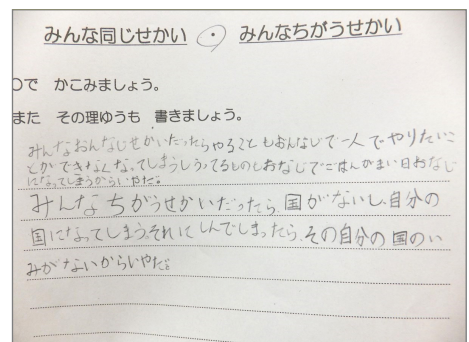 みんな同じせかい ・ みんなちがうせかい
○で かこみましょう。
また その理ゆうも 書きましょう。
みんなおんなじせかいだったらやることもおんなじで一人でやりたいこ
とかできなくなってしまうしうってるものもおなじでごはんがまい日おなじ
になってしまうからいやだ。
みんなちがうせかいだったら国がないし、自分の
国になってしまうそれにしんでしまったら、その自分の国のい
みがないからいやだ。